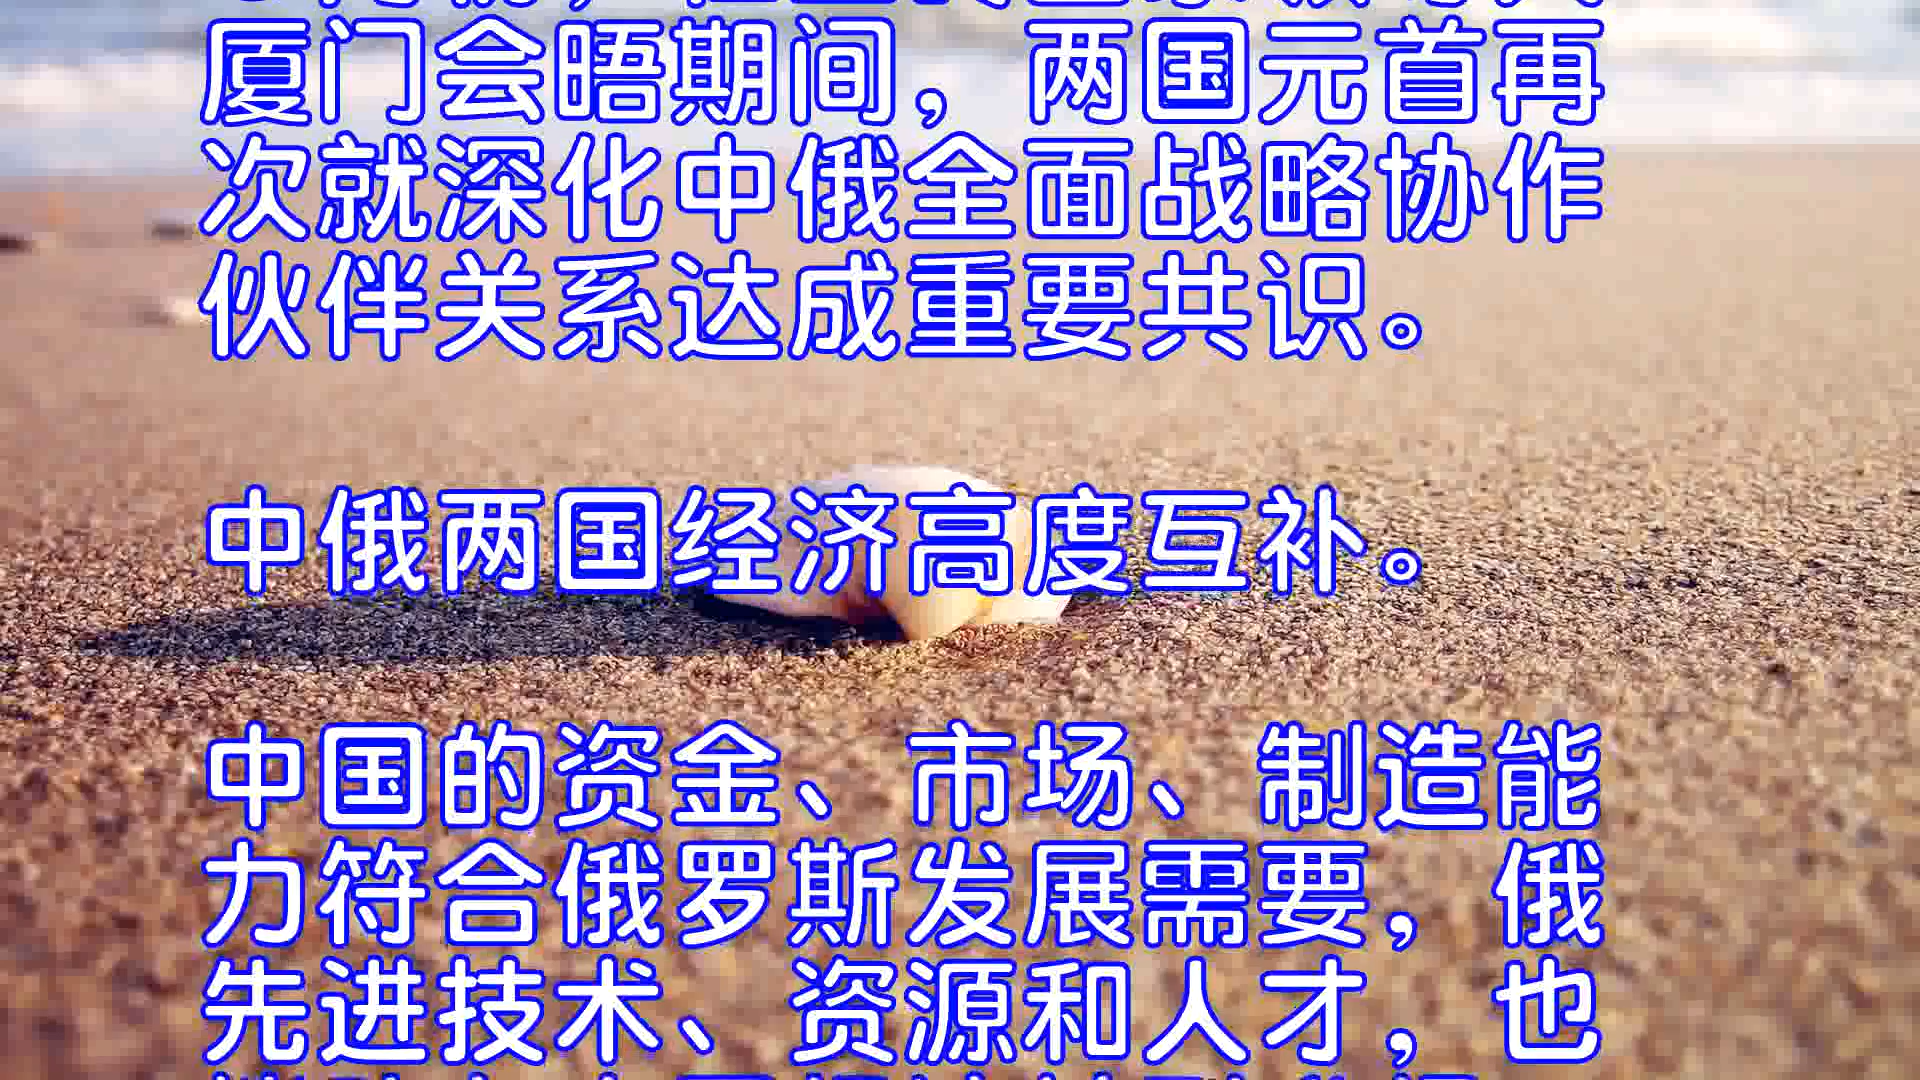 厦门会晤期间，两国元首再
次就深化中俄全面战略协作
伙伴关系达成重要共识。
中俄两国经济高度互补。
中国的资金、市场、制造能
力符合俄罗斯发展需要，俄
先进技术、资源和人才，也